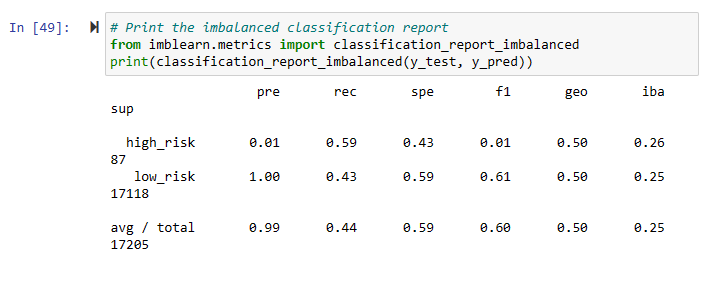 In [49]: # Print the imbalanced classification report
from imblearn.metrics import classification_report_imbalanced
print(classification_report_imbalanced(y_test, y_pred))
pre rec spe f1 geo iba
sup
high_risk 0.01 0.59 0.43 0.01 0.50 0.26
87
low_risk 1.00 0.43 0.59 0.61 0.50 0.25
17118
avg / total 0.99 0.44 0.59 0.60 0.50 0.25
17205